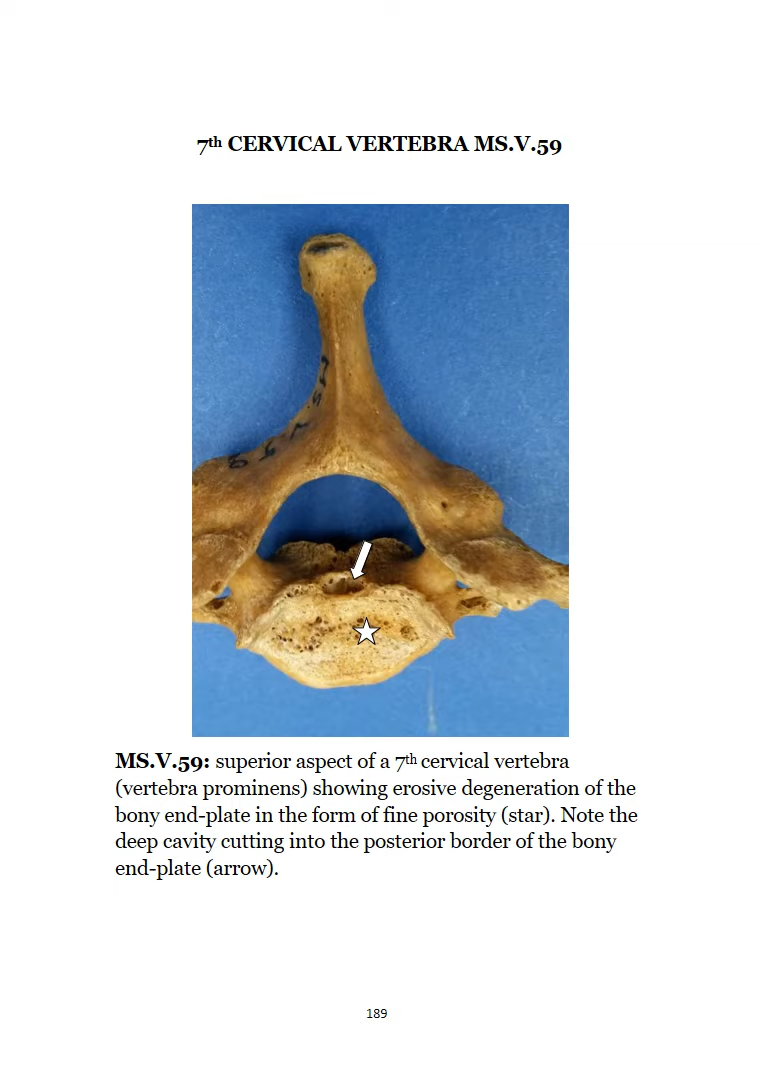 7th CERVICAL VERTEBRA MS.V.59
MS.V.59: superior aspect of a 7th cervical vertebra
(vertebra prominens) showing erosive degeneration of the
bony end-plate in the form of fine porosity (star). Note the
deep cavity cutting into the posterior border of the bony
end-plate (arrow).
189